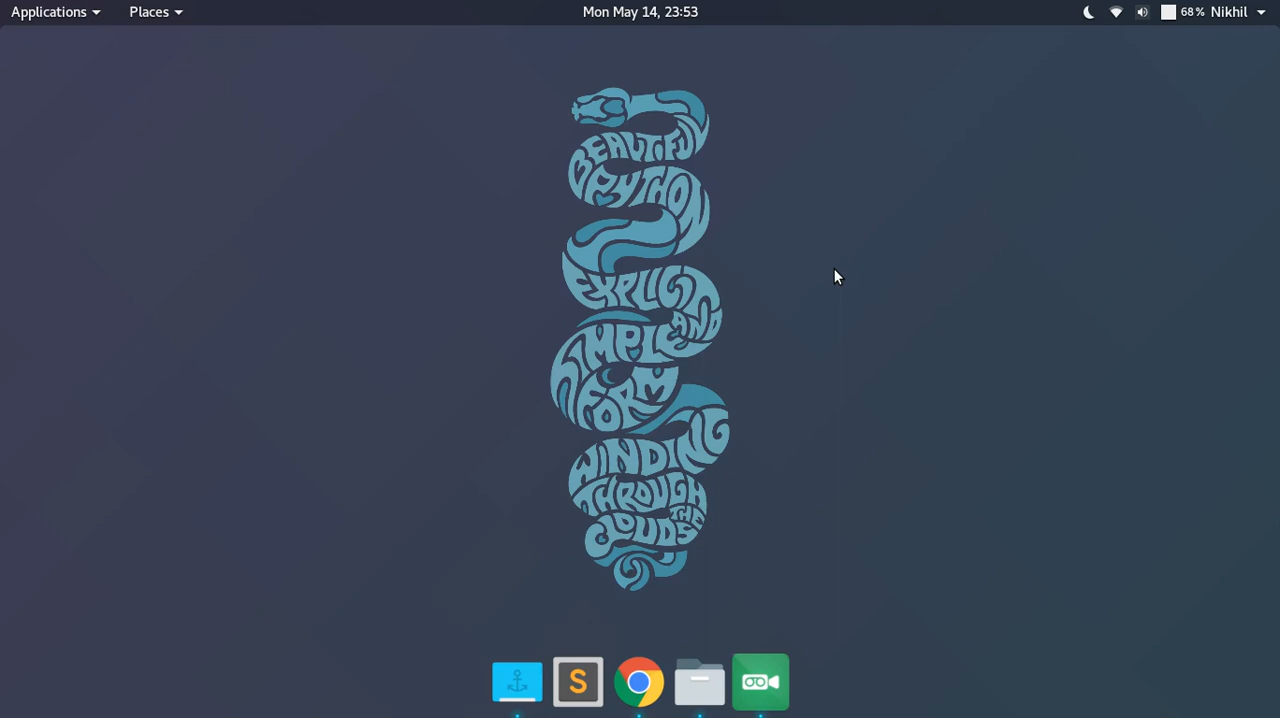 Applications Places Mon May 14, 23:53 68% Nikhil
BEAUTIFUL
PYTHON
EXPLICIT
AND
SIMPLE
FORM
WINDING
THROUGH
THE
CLOUDS
S